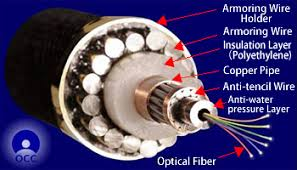 Armoring Wire
Holder
Armoring Wire
Insulation Layer
(Polyethylene)
Copper Pipe
Anti-tencil Wire
Anti-water
pressure Layer
Optical Fiber
OCC